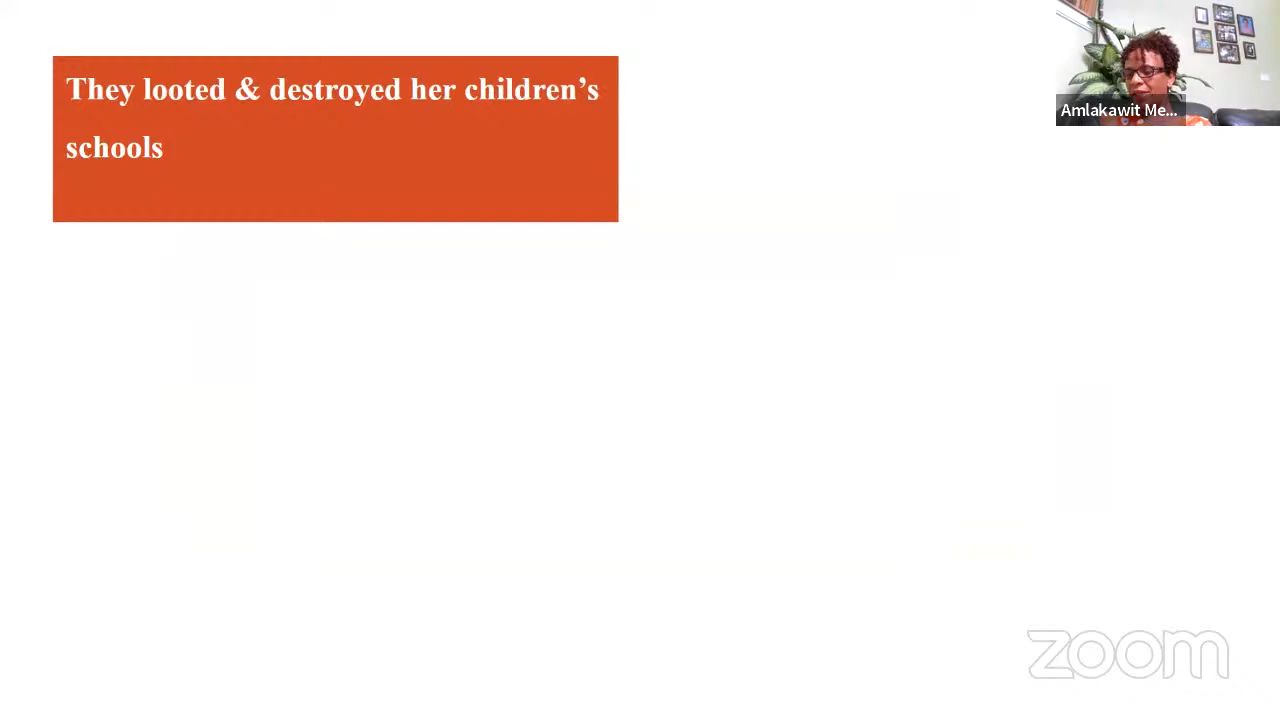 They looted & destroyed her children’s
schools
Amlakawit Me...
zoom